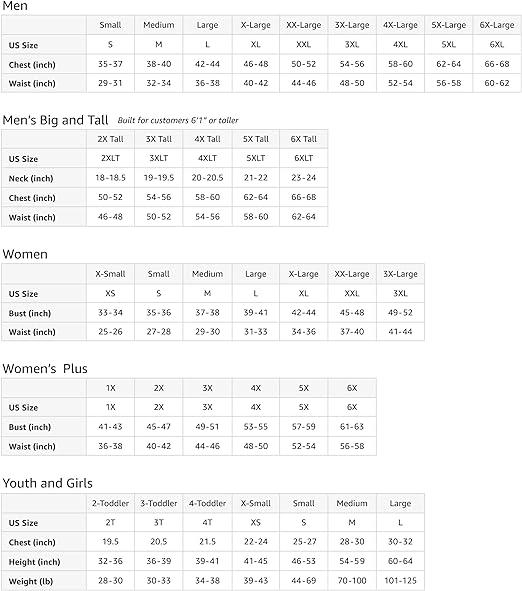 Men
Small Medium Large X-Large XX-Large 3X-Large 4X-Large 5X-Large 6X-Large
US Size S M L XL XXL 3XL 4XL 5XL 6XL
Chest (inch) 35-37 38-40 42-44 46-48 50-52 54-56 58-60 62-64 66-68
Waist (inch) 29-31 32-34 36-38 40-42 44-46 48-50 52-54 56-58 60-62
Men's Big and Tall Built for customers 6'1" or taller
2X Tall 3X Tall 4X Tall 5X Tall 6X Tall
US Size 2XLT 3XLT 4XLT 5XLT 6XLT
Neck (inch) 18-18.5 19-19.5 20-20.5 21-22 23-24
Chest (inch) 50-52 54-56 58-60 62-64 66-68
Waist (inch) 46-48 50-52 54-56 58-60 62-64
Women
X-Small Small Medium Large X-Large XX-Large 3X-Large
US Size XS S M L XL XXL 3XL
Bust (inch) 33-34 35-36 37-38 39-41 42-44 45-48 49-52
Waist (inch) 25-26 27-28 29-30 31-33 34-36 37-40 41-44
Women's Plus
1X 2X 3X 4X 5X 6X
US Size 1X 2X 3X 4X 5X 6X
Bust (inch) 41-43 45-47 49-51 53-55 57-59 61-63
Waist (inch) 36-38 40-42 44-46 48-50 52-54 56-58
Youth and Girls
2-Toddler 3-Toddler 4-Toddler X-Small Small Medium Large
US Size 2T 3T 4T XS S M L
Chest (inch) 19.5 20.5 21.5 22-24 25-27 28-30 30-32
Height (inch) 32-36 36-39 39-41 41-45 46-53 54-59 60-64
Weight (lb) 28-30 30-33 34-38 39-43 44-69 70-100 101-125